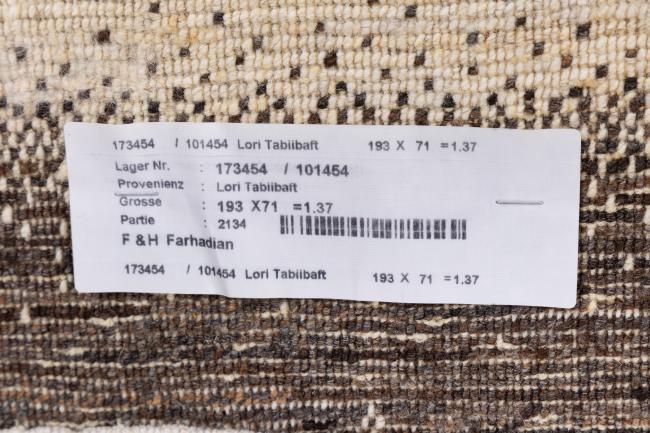 173454 / 101454 Lori Tabiibaft 193 X 71 =1.37
Lager Nr. : 173454 / 101454
Provenienz : Lori Tabiibaft
Grosse : 193 X71 =1.37
Partie : 2134
F & H Farhadian
173454 / 101454 Lori Tabiibaft 193 X 71 =1.37